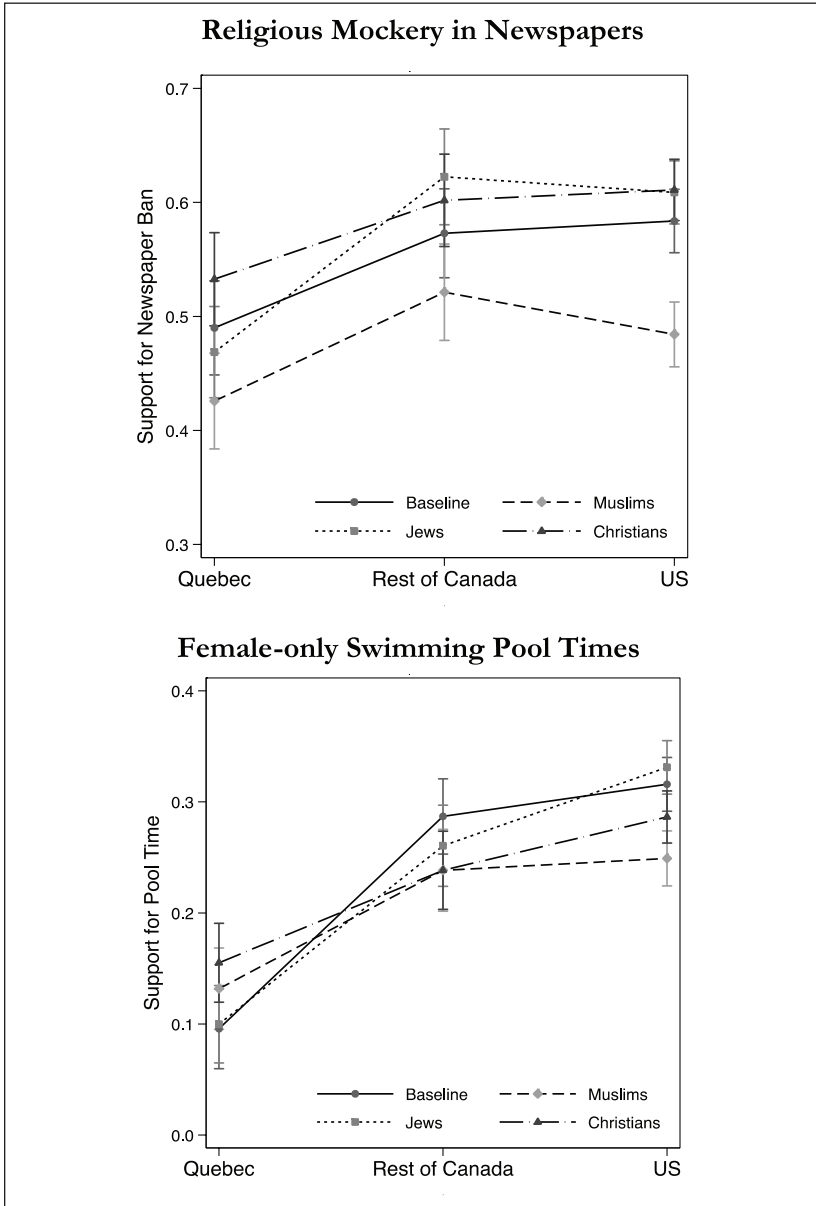 Religious Mockery in Newspapers
0.7
0.6
0.5
0.4
0.3
Support for Newspaper Ban
Baseline
Muslims
Jews
Christians
Quebec
Rest of Canada
US
Female-only Swimming Pool Times
0.4
0.3
0.2
0.1
0.0
Support for Pool Time
Baseline
Muslims
Jews
Christians
Quebec
Rest of Canada
US